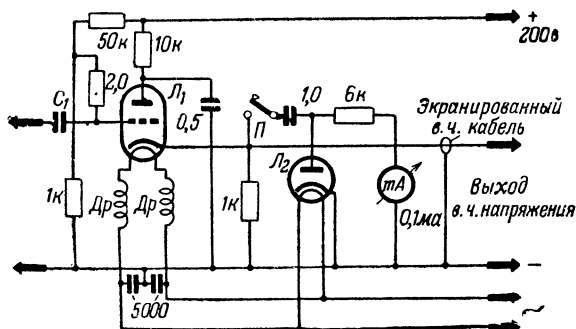 +
200в
50к
10к
2,0
C₁
Л₁
0,5
1,0
6к
П
Л₂
Экранированный
в.ч. кабель
mA
0,1ма
Выход
в.ч. напряжения
1к
Др
Др
1к
5000
−
~